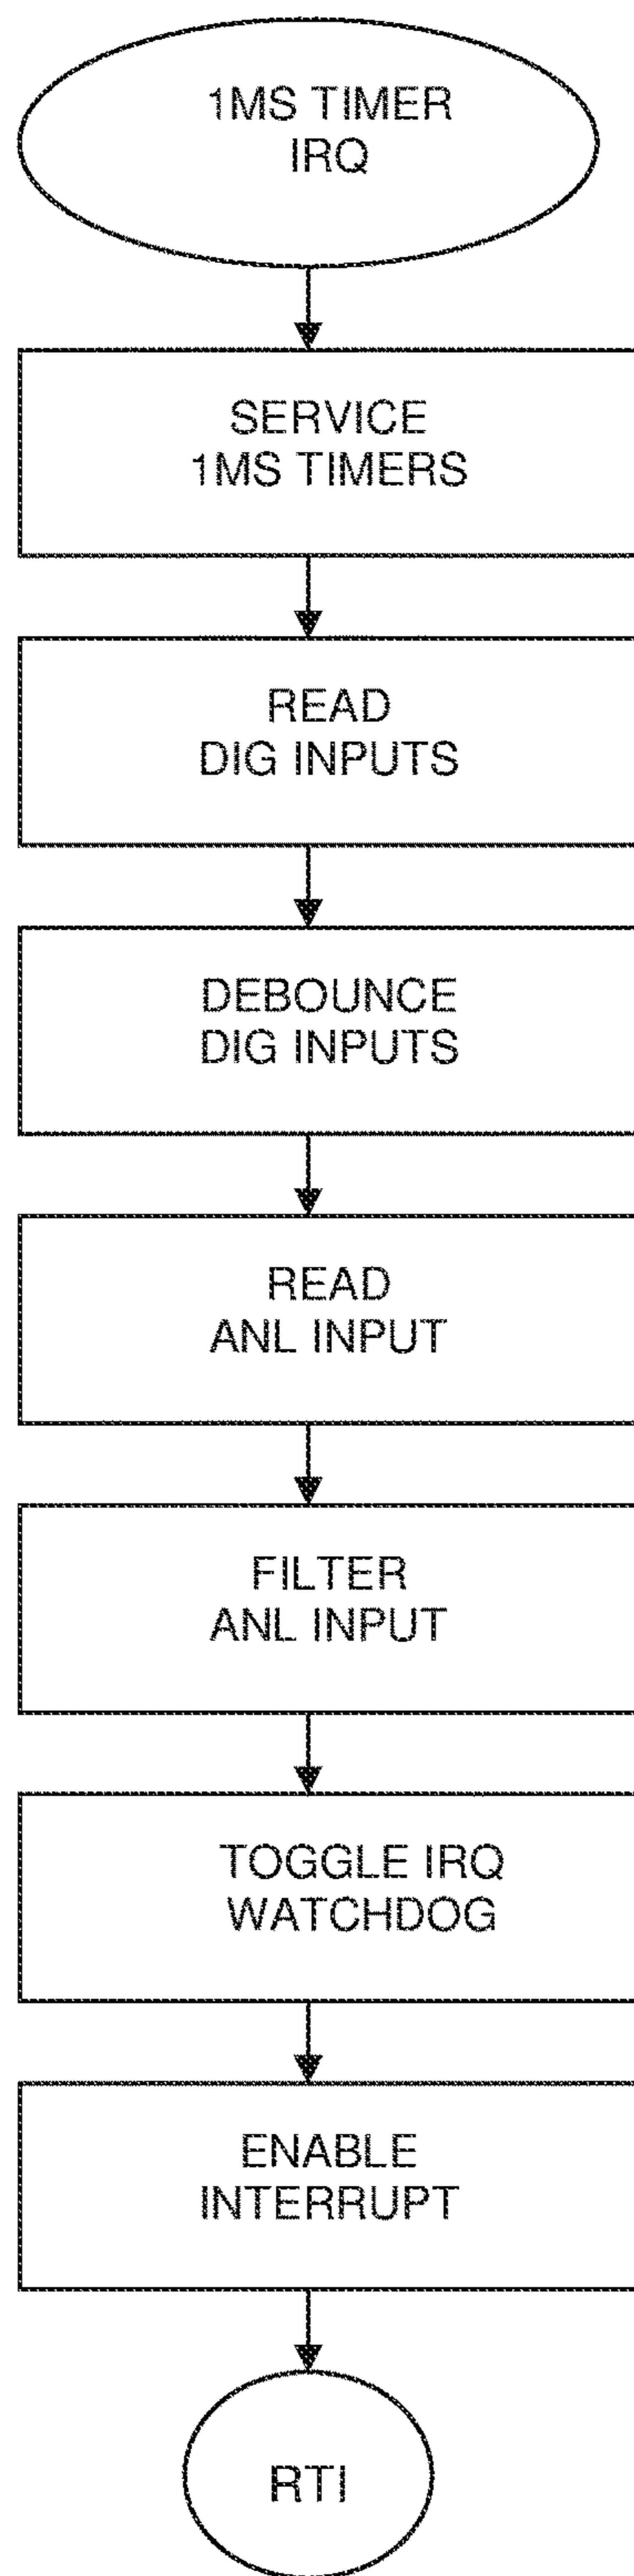 1MS TIMER
IRQ
SERVICE
1MS TIMERS
READ
DIG INPUTS
DEBOUNCE
DIG INPUTS
READ
ANL INPUT
FILTER
ANL INPUT
TOGGLE IRQ
WATCHDOG
ENABLE
INTERRUPT
RTI